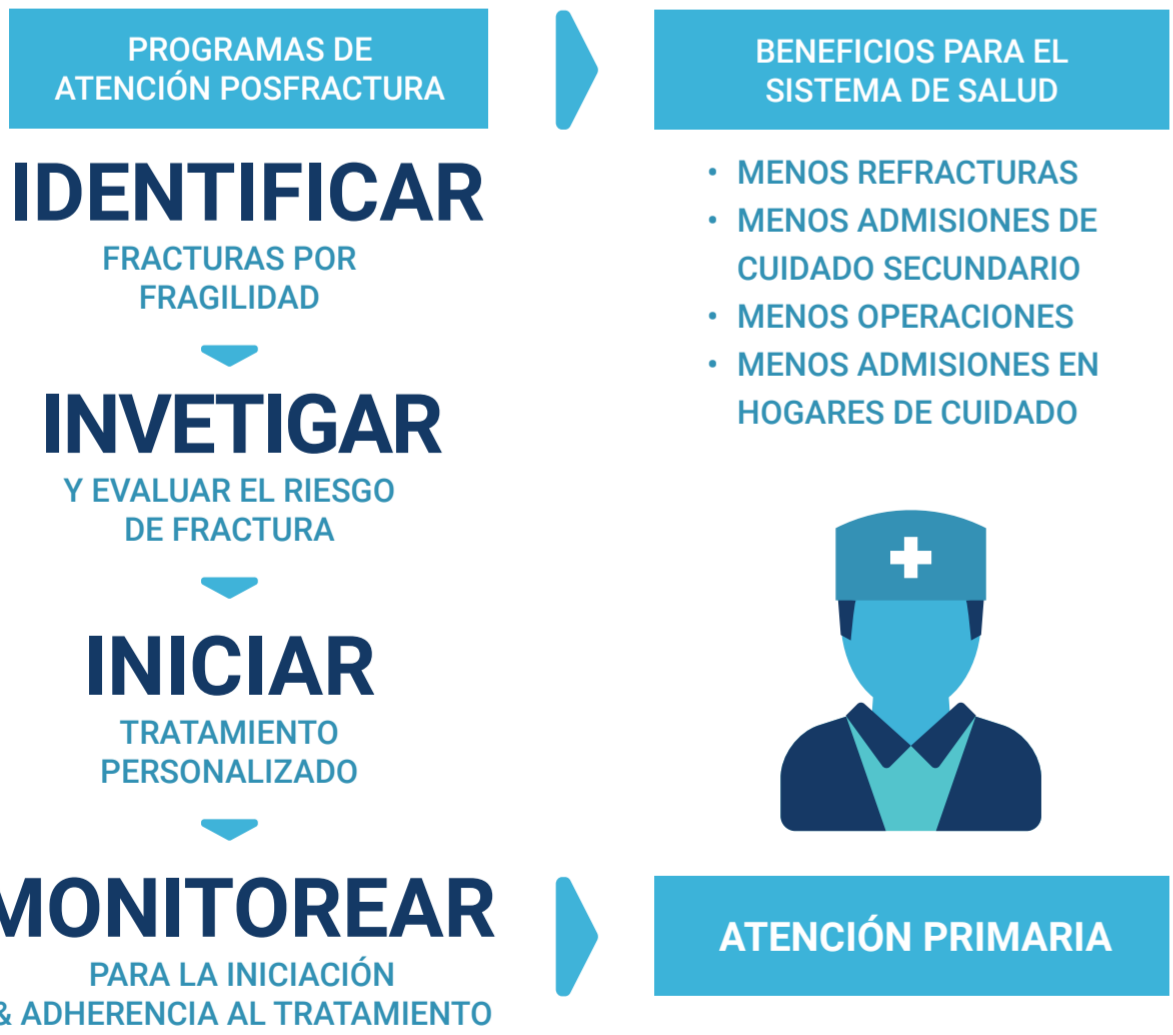 PROGRAMAS DE
ATENCIÓN POSFRACTURA
IDENTIFICAR
FRACTURAS POR
FRAGILIDAD
INVETIGAR
Y EVALUAR EL RIESGO
DE FRACTURA
INICIAR
TRATAMIENTO
PERSONALIZADO
MONITOREAR
PARA LA INICIACIÓN
& ADHERENCIA AL TRATAMIENTO
BENEFICIOS PARA EL
SISTEMA DE SALUD
• MENOS REFRACTURAS
• MENOS ADMISIONES DE
CUIDADO SECUNDARIO
• MENOS OPERACIONES
• MENOS ADMISIONES EN
HOGARES DE CUIDADO
ATENCIÓN PRIMARIA